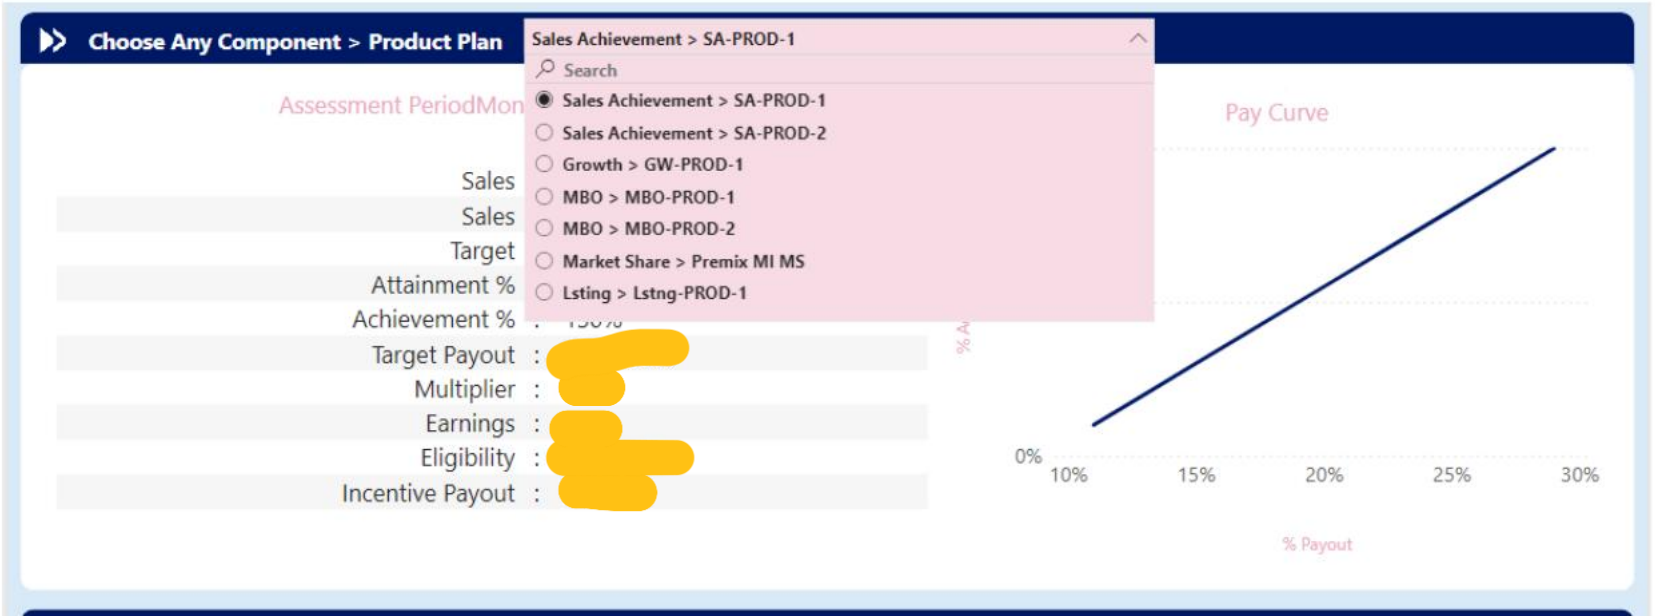 Choose Any Component > Product Plan
Sales Achievement > SA-PROD-1
Search
Sales Achievement > SA-PROD-1
Sales Achievement > SA-PROD-2
Growth > GW-PROD-1
MBO > MBO-PROD-1
MBO > MBO-PROD-2
Market Share > Premix MI MS
Lsting > Lstng-PROD-1
Assessment PeriodMon
Sales
Sales
Target
Attainment %
Achievement % :
Target Payout :
Multiplier :
Earnings :
Eligibility :
Incentive Payout :
Pay Curve
% A
0%
10% 15% 20% 25% 30%
% Payout